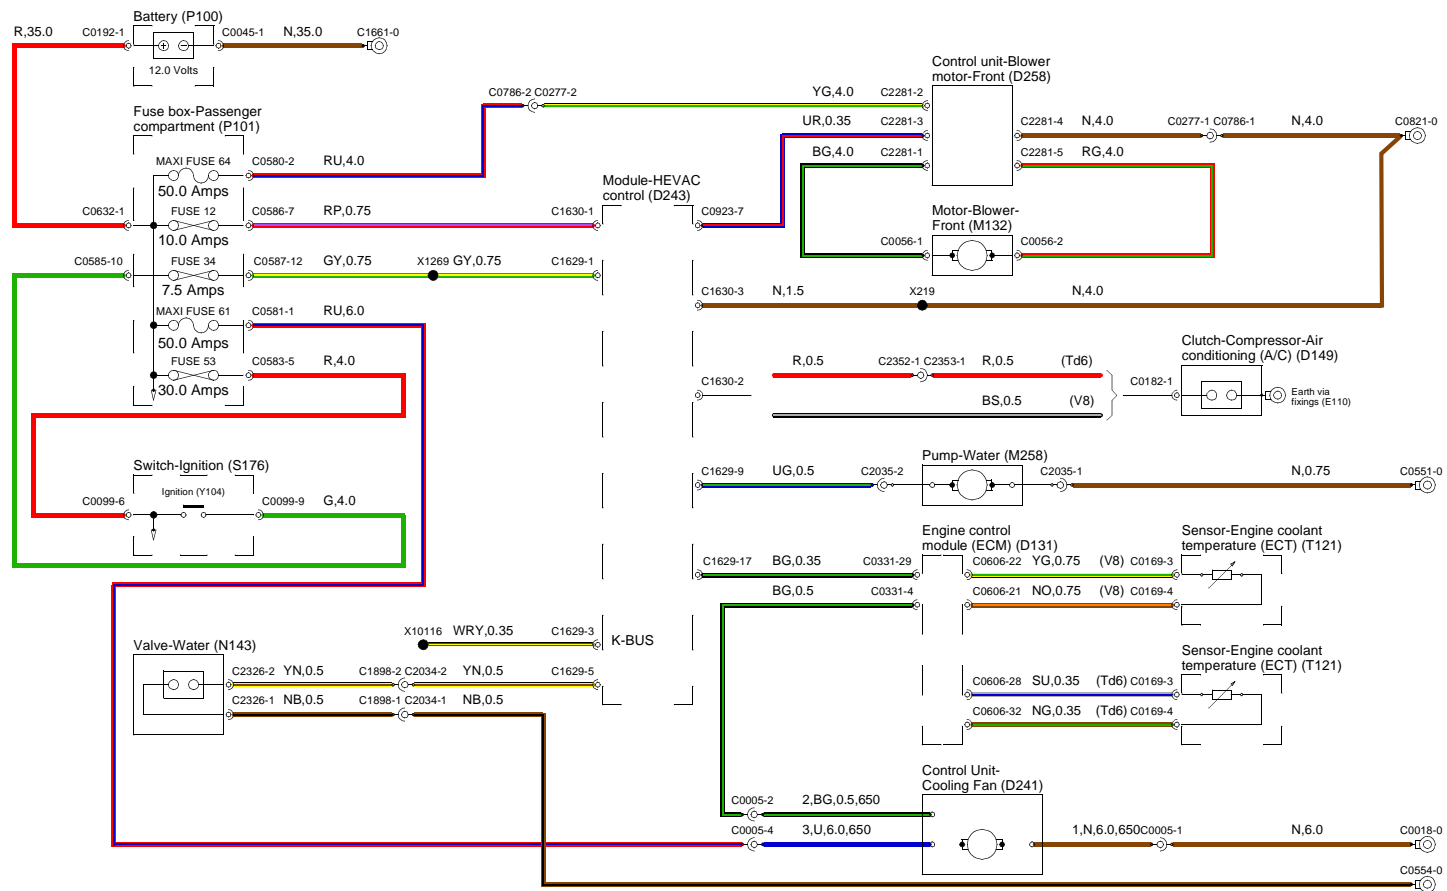 Battery (P100)
R,35.0
C0192-1
C0045-1
N,35.0
C1661-0
12.0 Volts
Control unit-Blower
motor-Front (D258)
C0786-2 C0277-2
YG,4.0
C2281-2
Fuse box-Passenger
compartment (P101)
UR,0.35
C2281-3
C2281-4
N,4.0
C0277-1 C0786-1
N,4.0
C0821-0
MAXI FUSE 64
C0580-2
RU,4.0
50.0 Amps
BG,4.0
C2281-1
C2281-5
RG,4.0
Module-HEVAC
control (D243)
C0632-1
FUSE 12
C0586-7
RP,0.75
C1630-1
C0923-7
10.0 Amps
Motor-Blower-
Front (M132)
C0056-1
C0056-2
C0585-10
FUSE 34
C0587-12
GY,0.75
X1269 GY,0.75
C1629-1
7.5 Amps
C1630-3
N,1.5
X219
N,4.0
MAXI FUSE 61
C0581-1
RU,6.0
50.0 Amps
Clutch-Compressor-Air
conditioning (A/C) (D149)
FUSE 53
C0583-5
R,4.0
30.0 Amps
R,0.5
C2352-1 C2353-1
R,0.5
(Td6)
C1630-2
C0182-1
Earth via
fixings (E110)
BS,0.5
(V8)
Switch-Ignition (S176)
Pump-Water (M258)
C1629-9
UG,0.5
C2035-2
C2035-1
N,0.75
C0551-0
Ignition (Y104)
C0099-6
C0099-9
G,4.0
Engine control
module (ECM) (D131)
Sensor-Engine coolant
temperature (ECT) (T121)
C1629-17
BG,0.35
C0331-29
C0606-22
YG,0.75
(V8)
C0169-3
BG,0.5
C0331-4
C0606-21
NO,0.75
(V8)
C0169-4
X10116
WRY,0.35
C1629-3
K-BUS
Valve-Water (N143)
Sensor-Engine coolant
temperature (ECT) (T121)
C2326-2
YN,0.5
C1898-2 C2034-2
YN,0.5
C1629-5
C0606-28
SU,0.35
(Td6)
C0169-3
C2326-1
NB,0.5
C1898-1 C2034-1
NB,0.5
C0606-32
NG,0.35
(Td6)
C0169-4
Control Unit-
Cooling Fan (D241)
C0005-2
2,BG,0.5,650
C0005-4
3,U,6.0,650
1,N,6.0,650C0005-1
N,6.0
C0018-0
C0554-0